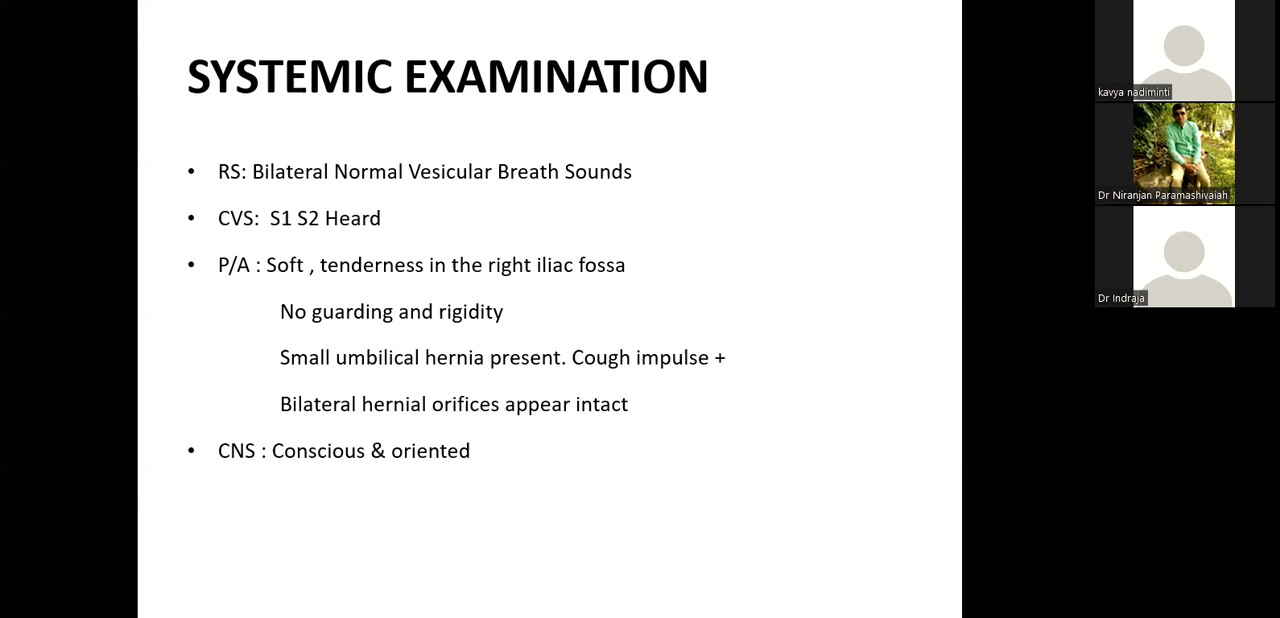 SYSTEMIC EXAMINATION
• RS: Bilateral Normal Vesicular Breath Sounds
• CVS:  S1 S2 Heard
• P/A : Soft , tenderness in the right iliac fossa
No guarding and rigidity
Small umbilical hernia present. Cough impulse +
Bilateral hernial orifices appear intact
• CNS : Conscious & oriented
kavya nadiminti
Dr Niranjan Paramashivaiah
Dr Indraja